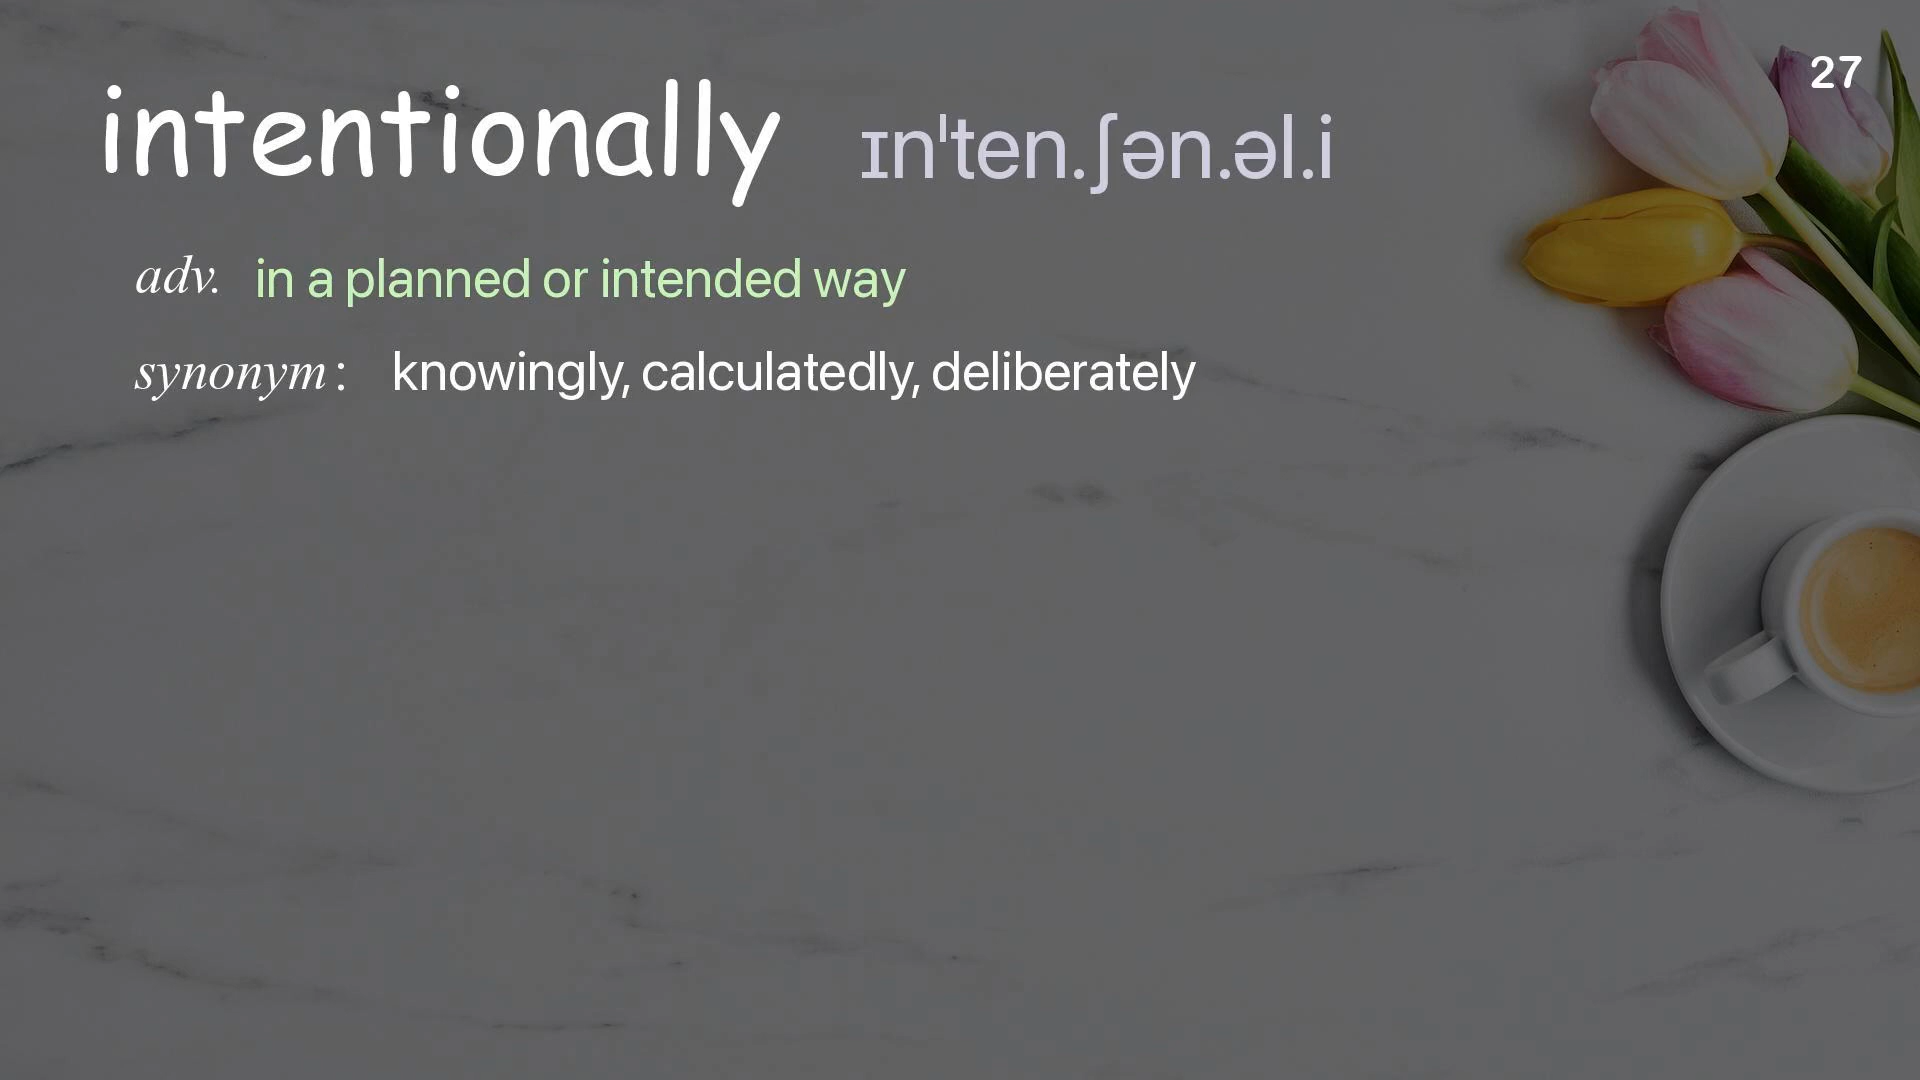 27
intentionally ɪnˈten.ʃən.əl.i
adv. in a planned or intended way
synonym : knowingly, calculatedly, deliberately